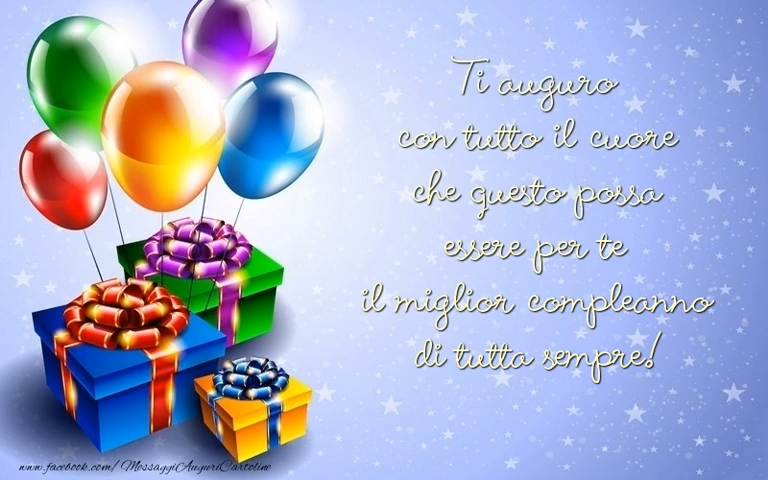 Ti auguro
con tutto il cuore
che questo possa
essere per te
il miglior compleanno
di tutta sempre!
www.facebook.com/MessaggiAuguriCartoline